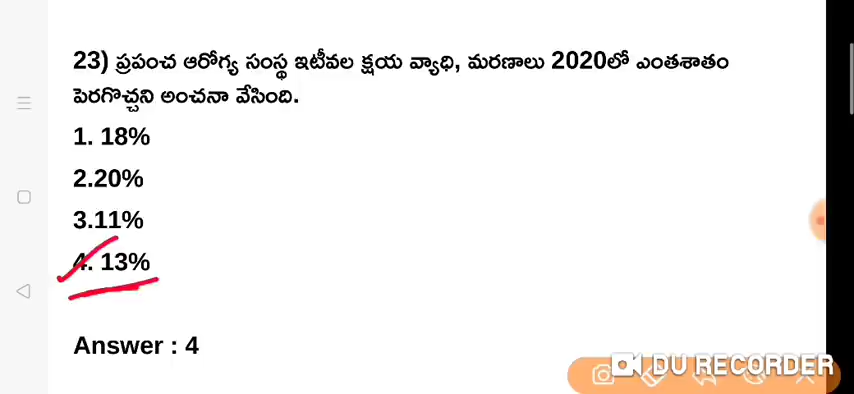 23) ప్రపంచ ఆరోగ్య సంస్థ ఇటీవల క్షయ వ్యాధి, మరణాలు 2020లో ఎంతశాతం
పెరగొచ్చని అంచనా వేసింది.
1. 18%
2.20%
3.11%
4. 13%
Answer : 4
DU RECORDER